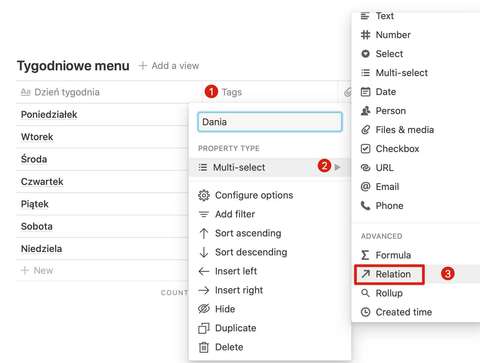 Tygodniowe menu + Add a view
Aa Dzień tygodnia
1 Tags
Poniedziałek
Wtorek
Środa
Czwartek
Piątek
Sobota
Niedziela
+ New
COUNT
Dania
PROPERTY TYPE
Multi-select 2
Configure options
Add filter
Sort ascending
Sort descending
Insert left
Insert right
Hide
Duplicate
Delete
Text
Number
Select
Multi-select
Date
Person
Files & media
Checkbox
URL
@ Email
Phone
ADVANCED
Σ Formula
Relation 3
Rollup
Created time